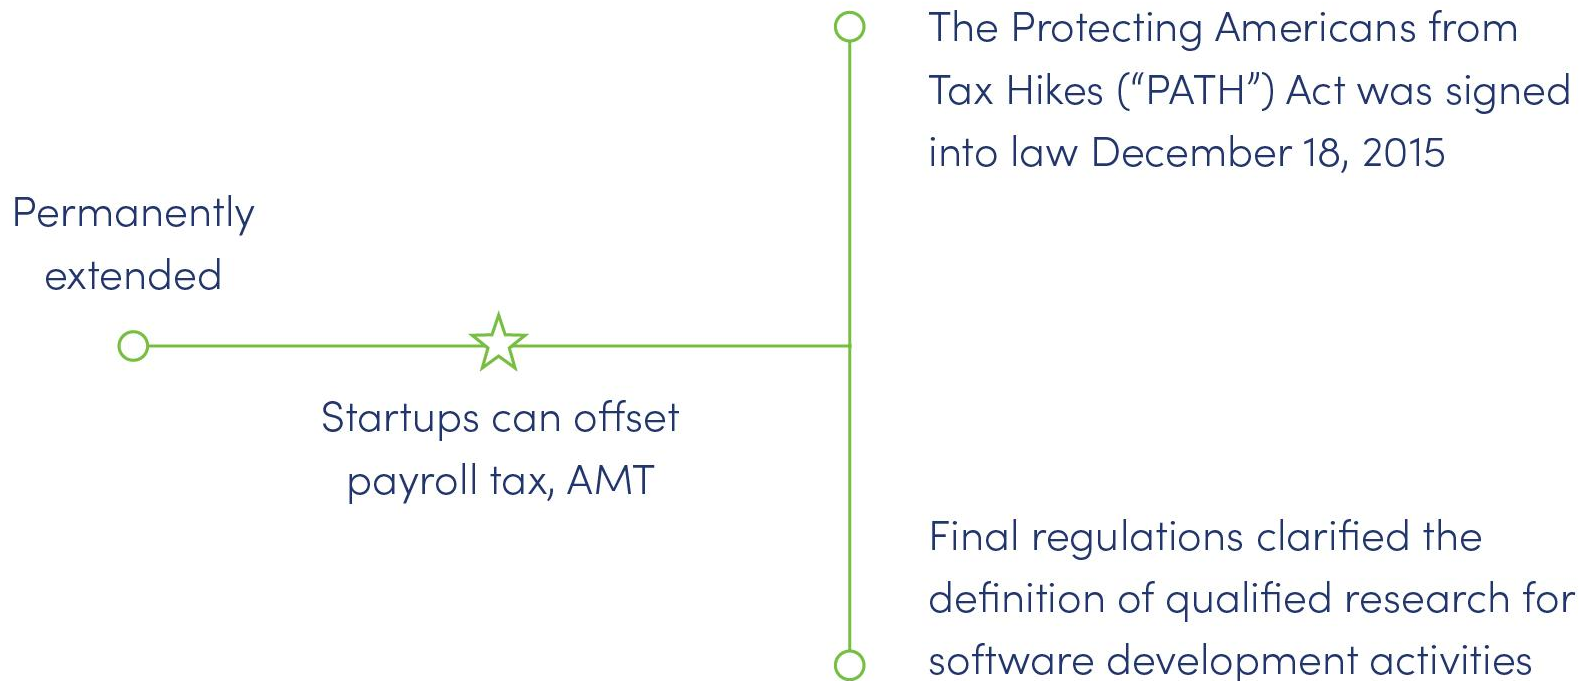 The Protecting Americans from
Tax Hikes (“PATH”) Act was signed
into law December 18, 2015
Permanently
extended
Startups can offset
payroll tax, AMT
Final regulations clarified the
definition of qualified research for
software development activities